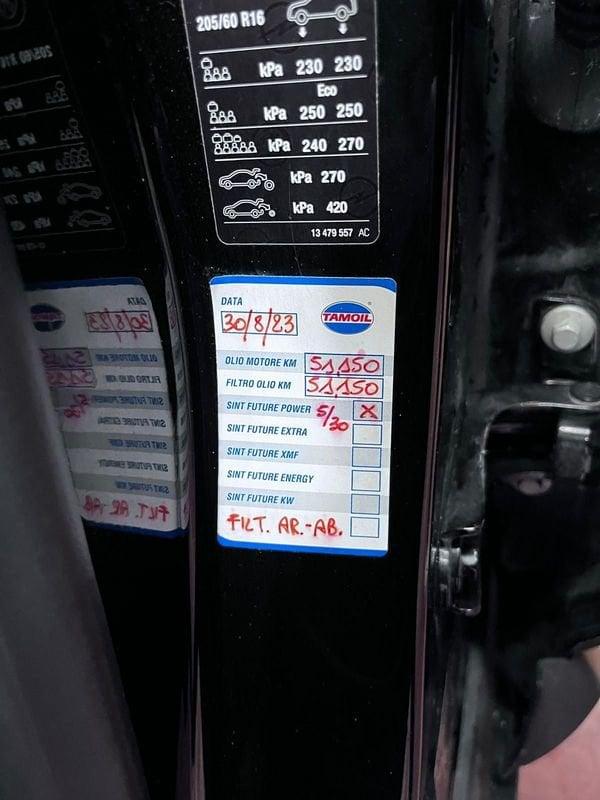 205/60 R16
kPa 230 230
Eco
kPa 250 250
kPa 240 270
kPa 270
kPa 420
13 479 557 AC
DATA
30/8/23
TAMOIL
OLIO MOTORE KM 51,150
FILTRO OLIO KM 51,150
SINT FUTURE POWER 5/30 X
SINT FUTURE EXTRA
SINT FUTURE XMF
SINT FUTURE ENERGY
SINT FUTURE KW
FILT. AR.-AB.